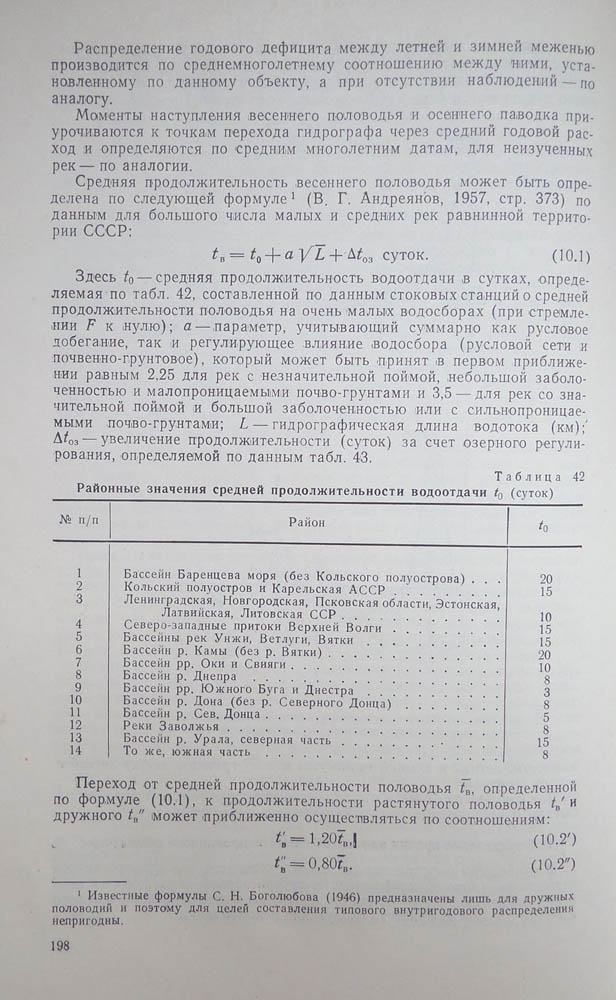 Распределение годового дефицита между летней и зимней меженью
производится по среднемноголетнему соотношению между ними, уста-
новленному по данному объекту, а при отсутствии наблюдений — по
аналогу.
Моменты наступления весеннего половодья и осеннего паводка при-
урочиваются к точкам перехода гидрографа через средний годовой рас-
ход и определяются по средним многолетним датам, для неизученных
рек — по аналогии.
Средняя продолжительность весеннего половодья может быть опре-
делена по следующей формуле¹ (В. Г. Андреянов, 1957, стр. 373) по
данным для большого числа малых и средних рек равнинной террито-
рии СССР:
tв = t₀ + a √L + Δtоз суток. (10.1)
Здесь t₀ — средняя продолжительность водоотдачи в сутках, опреде-
ляемая по табл. 42, составленной по данным стоковых станций о средней
продолжительности половодья на очень малых водосборах (при стремле-
нии F к нулю); a — параметр, учитывающий суммарно как русловое
добегание, так и регулирующее влияние водосбора (русловой сети и
почвенно-грунтовое), который может быть принят в первом приближе-
нии равным 2,25 для рек с незначительной поймой, небольшой заболо-
ченностью и малопроницаемыми почво-грунтами и 3,5 — для рек со зна-
чительной поймой и большой заболоченностью или с сильнопроницае-
мыми почво-грунтами; L — гидрографическая длина водотока (км);
Δtоз — увеличение продолжительности (суток) за счет озерного регули-
рования, определяемой по данным табл. 43.
Таблица 42
Районные значения средней продолжительности водоотдачи t₀ (суток)
№ п/п Район t₀
1 Бассейн Баренцева моря (без Кольского полуострова) . . . 20
2 Кольский полуостров и Карельская АССР . . . . . . . . . 15
3 Ленинградская, Новгородская, Псковская области, Эстонская,
Латвийская, Литовская ССР . . . . . . . . . . . . . 10
4 Северо-западные притоки Верхней Волги . . . . . . . . . 15
5 Бассейны рек Унжи, Ветлуги, Вятки . . . . . . . . . . . 15
6 Бассейн р. Камы (без р. Вятки) . . . . . . . . . . . . . 20
7 Бассейн рр. Оки и Свияги . . . . . . . . . . . . . . . 10
8 Бассейн р. Днепра . . . . . . . . . . . . . . . . . . 8
9 Бассейн рр. Южного Буга и Днестра . . . . . . . . . . . 3
10 Бассейн р. Дона (без р. Северного Донца) . . . . . . . . 8
11 Бассейн р. Сев. Донца . . . . . . . . . . . . . . . . . 5
12 Реки Заволжья . . . . . . . . . . . . . . . . . . . . 8
13 Бассейн р. Урала, северная часть . . . . . . . . . . . . 15
14 То же, южная часть . . . . . . . . . . . . . . . . . . 8
Переход от средней продолжительности половодья t̄в, определенной
по формуле (10.1), к продолжительности растянутого половодья tв′ и
дружного tв″ может приближенно осуществляться по соотношениям:
t′в = 1,20t̄в, (10.2′)
t″в = 0,80t̄в. (10.2″)
¹ Известные формулы С. Н. Боголюбова (1946) предназначены лишь для дружных
половодий и поэтому для целей составления типового внутригодового распределения
непригодны.
198